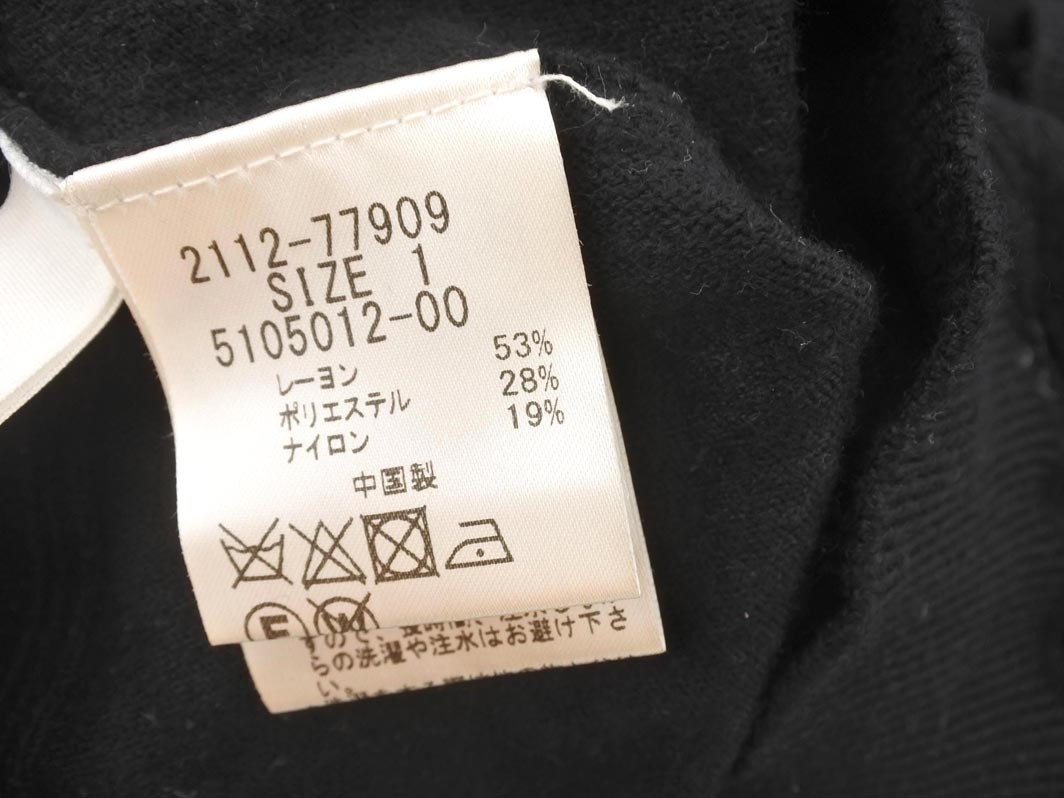 2112-77909
SIZE 1
5105012-00
レーヨン 53%
ポリエステル 28%
ナイロン 19%
中国製
らの洗濯や注水はお避け下さ
い。